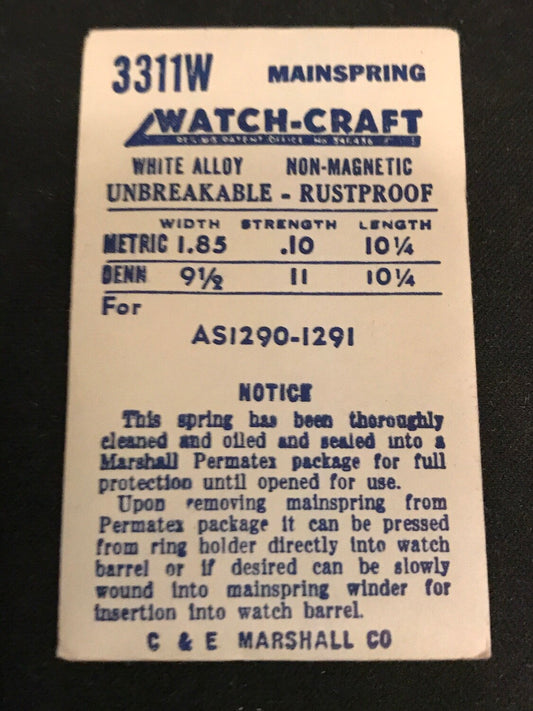 3311W MAINSPRING
WATCH-CRAFT
REG. U.S. PATENT OFFICE No.
WHITE ALLOY NON-MAGNETIC
UNBREAKABLE - RUSTPROOF
WIDTH STRENGTH LENGTH
METRIC 1.85 .10 10¼
DENN 9½ 11 10¼
For
AS1290-1291
NOTICE
This spring has been thoroughly
cleaned and oiled and sealed into a
Marshall Permatex package for full
protection until opened for use.
Upon removing mainspring from
Permatex package it can be pressed
from ring holder directly into watch
barrel or if desired can be slowly
wound into mainspring winder for
insertion into watch barrel.
C & E MARSHALL CO